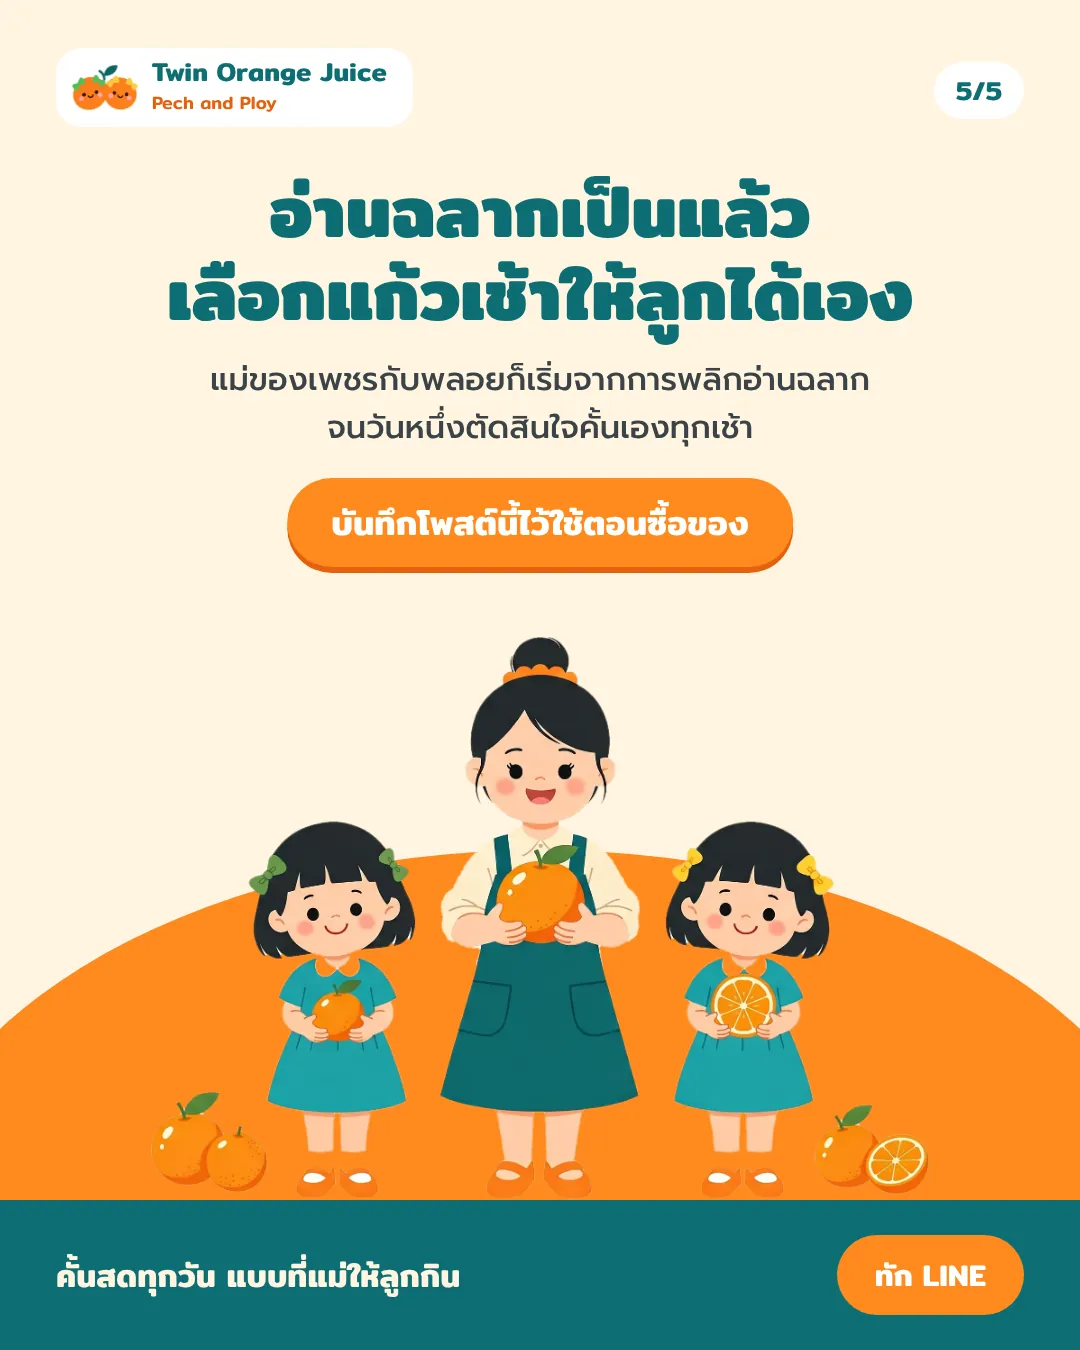 Twin Orange Juice
Pech and Ploy
5/5
อ่านฉลากเป็นแล้ว
เลือกแก้วเช้าให้ลูกได้เอง
แม่ของเพชรกับพลอยก็เริ่มจากการพลิกอ่านฉลาก
จนวันหนึ่งตัดสินใจคั้นเองทุกเช้า
บันทึกโพสต์นี้ไว้ใช้ตอนซื้อของ
คั้นสดทุกวัน แบบที่แม่ให้ลูกกิน
ทัก LINE